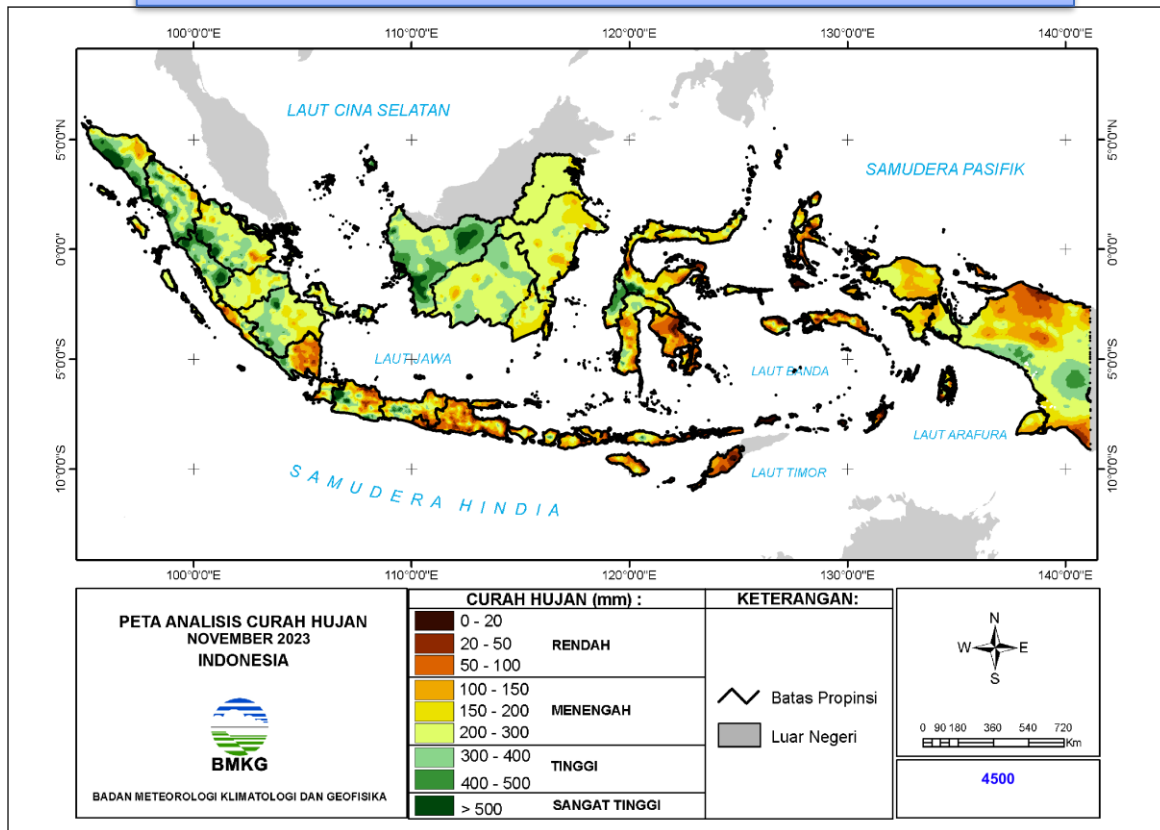 100°0'0"E 110°0'0"E 120°0'0"E 130°0'0"E 140°0'0"E
LAUT CINA SELATAN
5°0'0"N
5°0'0"N
SAMUDERA PASIFIK
0°0'0"
0°0'0"
LAUT JAWA
5°0'0"S
5°0'0"S
LAUT BANDA
LAUT ARAFURA
10°0'0"S
10°0'0"S
LAUT TIMOR
SAMUDERA HINDIA
100°0'0"E 110°0'0"E 120°0'0"E 130°0'0"E 140°0'0"E
PETA ANALISIS CURAH HUJAN
NOVEMBER 2023
INDONESIA
BMKG
BADAN METEOROLOGI KLIMATOLOGI DAN GEOFISIKA
CURAH HUJAN (mm) :
0 - 20
20 - 50
RENDAH
50 - 100
100 - 150
150 - 200
MENENGAH
200 - 300
300 - 400
TINGGI
400 - 500
> 500
SANGAT TINGGI
KETERANGAN:
Batas Propinsi
Luar Negeri
N
W E
S
0 90 180 360 540 720
Km
4500